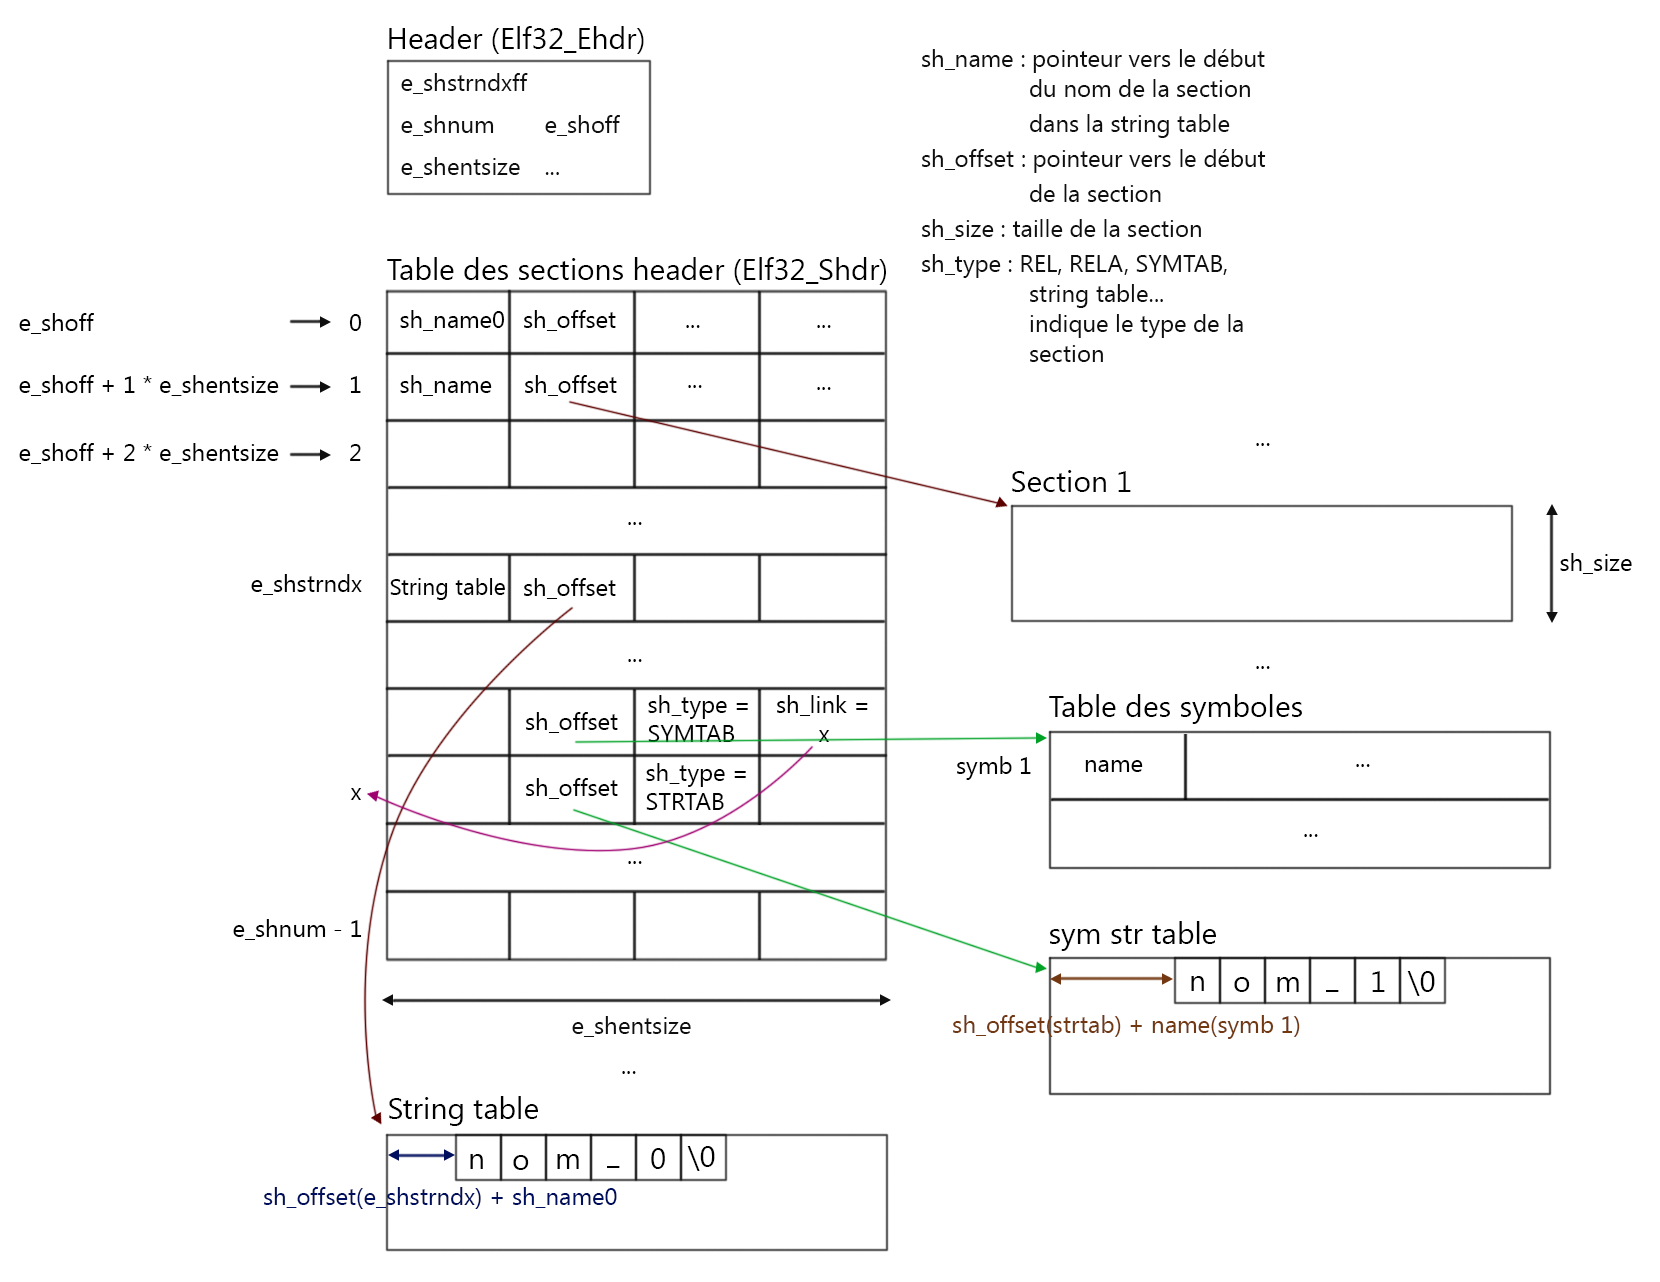 Header (Elf32_Ehdr)
e_shstrndxff
e_shnum e_shoff
e_shentsize ...
sh_name : pointeur vers le début
du nom de la section
dans la string table
sh_offset : pointeur vers le début
de la section
sh_size : taille de la section
sh_type : REL, RELA, SYMTAB,
string table...
indique le type de la
section
Table des sections header (Elf32_Shdr)
e_shoff 0 sh_name0 sh_offset ... ...
e_shoff + 1 * e_shentsize 1 sh_name sh_offset ... ...
e_shoff + 2 * e_shentsize 2
...
e_shstrndx String table sh_offset
...
sh_offset sh_type = SYMTAB sh_link = x
x sh_offset sh_type = STRTAB
...
e_shnum - 1
e_shentsize
...
String table
n o m _ 0 \0
sh_offset(e_shstrndx) + sh_name0
...
Section 1
sh_size
...
Table des symboles
symb 1 name ...
...
sym str table
n o m _ 1 \0
sh_offset(strtab) + name(symb 1)